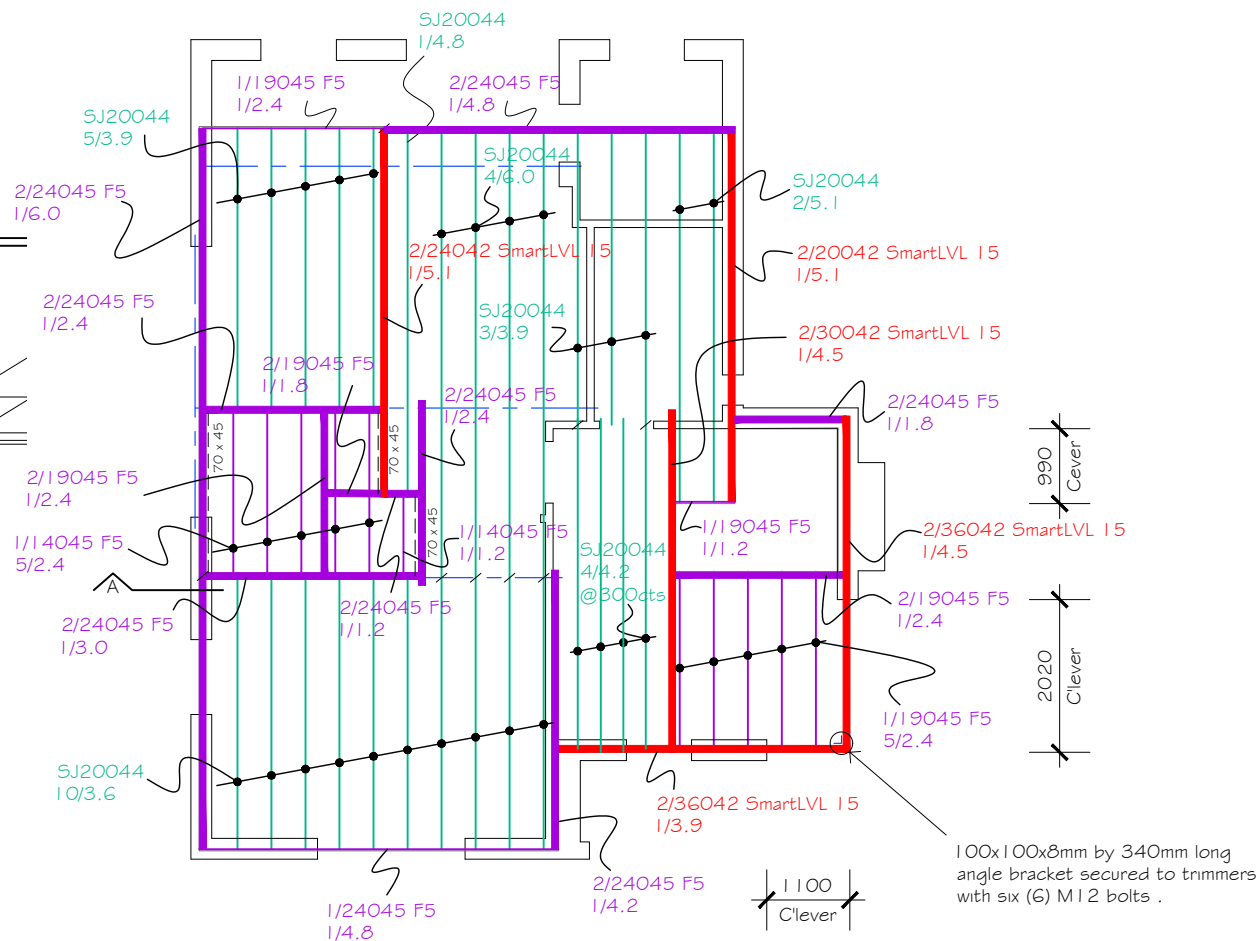 SJ20044
1/4.8
1/19045 F5
1/2.4
2/24045 F5
1/4.8
SJ20044
5/3.9
SJ20044
4/6.0
SJ20044
2/5.1
2/24045 F5
1/6.0
2/24042 SmartLVL 15
1/5.1
2/20042 SmartLVL 15
1/5.1
2/24045 F5
1/2.4
SJ20044
3/3.9
2/30042 SmartLVL 15
1/4.5
2/19045 F5
1/1.8
2/24045 F5
1/2.4
2/24045 F5
1/1.8
70 x 45
70 x 45
990
Cever
2/19045 F5
1/2.4
1/14045 F5
5/2.4
70 x 45
1/14045 F5
1/1.2
1/19045 F5
1/1.2
2/36042 SmartLVL 15
1/4.5
SJ20044
4/4.2
@300cts
A
2/24045 F5
1/3.0
2/24045 F5
1/1.2
2/19045 F5
1/2.4
2020
C'lever
1/19045 F5
5/2.4
SJ20044
10/3.6
2/36042 SmartLVL 15
1/3.9
100x100x8mm by 340mm long
angle bracket secured to trimmers
with six (6) M12 bolts .
2/24045 F5
1/4.2
1100
C'lever
1/24045 F5
1/4.8